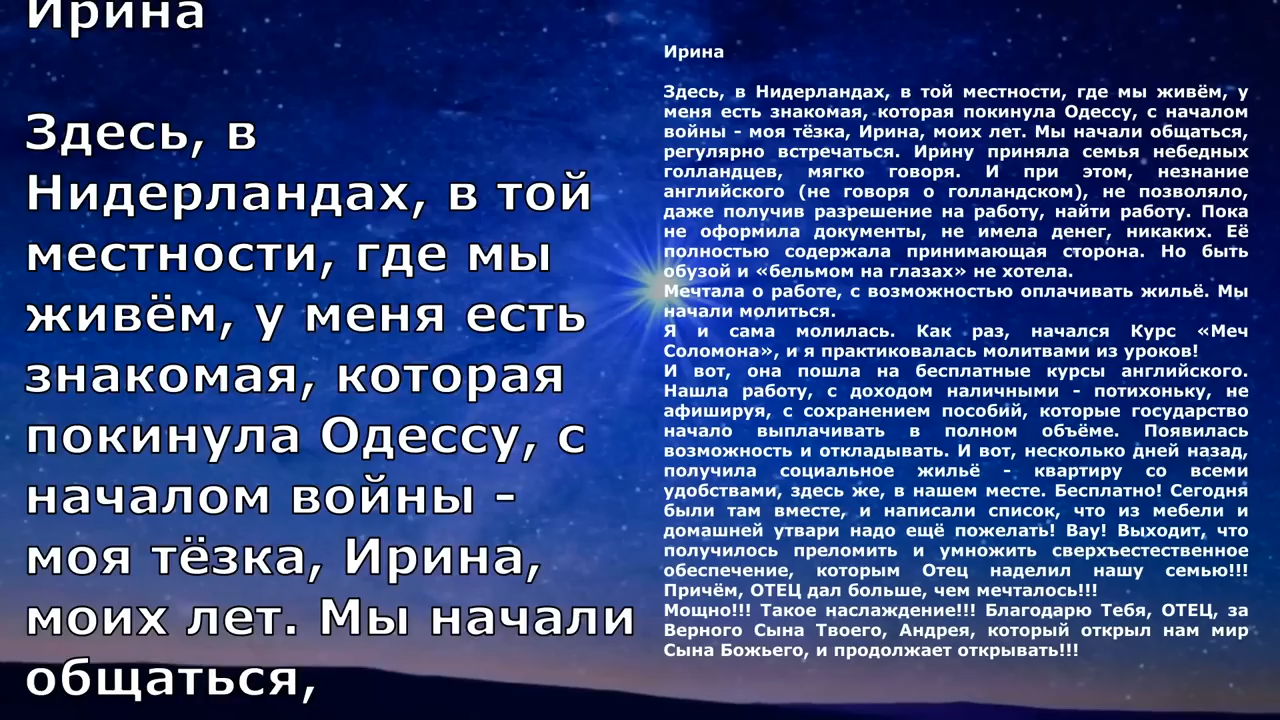 Ирина
Здесь, в
Нидерландах, в той
местности, где мы
живём, у меня есть
знакомая, которая
покинула Одессу, с
началом войны -
моя тёзка, Ирина,
моих лет. Мы начали
общаться,
Ирина
Здесь, в Нидерландах, в той местности, где мы живём, у
меня есть знакомая, которая покинула Одессу, с началом
войны - моя тёзка, Ирина, моих лет. Мы начали общаться,
регулярно встречаться. Ирину приняла семья небедных
голландцев, мягко говоря. И при этом, незнание
английского (не говоря о голландском), не позволяло,
даже получив разрешение на работу, найти работу. Пока
не оформила документы, не имела денег, никаких. Её
полностью содержала принимающая сторона. Но быть
обузой и «бельмом на глазах» не хотела.
Мечтала о работе, с возможностью оплачивать жильё. Мы
начали молиться.
Я и сама молилась. Как раз, начался Курс «Меч
Соломона», и я практиковалась молитвами из уроков!
И вот, она пошла на бесплатные курсы английского.
Нашла работу, с доходом наличными - потихоньку, не
афишируя, с сохранением пособий, которые государство
начало выплачивать в полном объёме. Появилась
возможность и откладывать. И вот, несколько дней назад,
получила социальное жильё - квартиру со всеми
удобствами, здесь же, в нашем месте. Бесплатно! Сегодня
были там вместе, и написали список, что из мебели и
домашней утвари надо ещё пожелать! Вау! Выходит, что
получилось преломить и умножить сверхъестественное
обеспечение, которым Отец наделил нашу семью!!!
Причём, ОТЕЦ дал больше, чем мечталось!!!
Мощно!!! Такое наслаждение!!! Благодарю Тебя, ОТЕЦ, за
Верного Сына Твоего, Андрея, который открыл нам мир
Сына Божьего, и продолжает открывать!!!